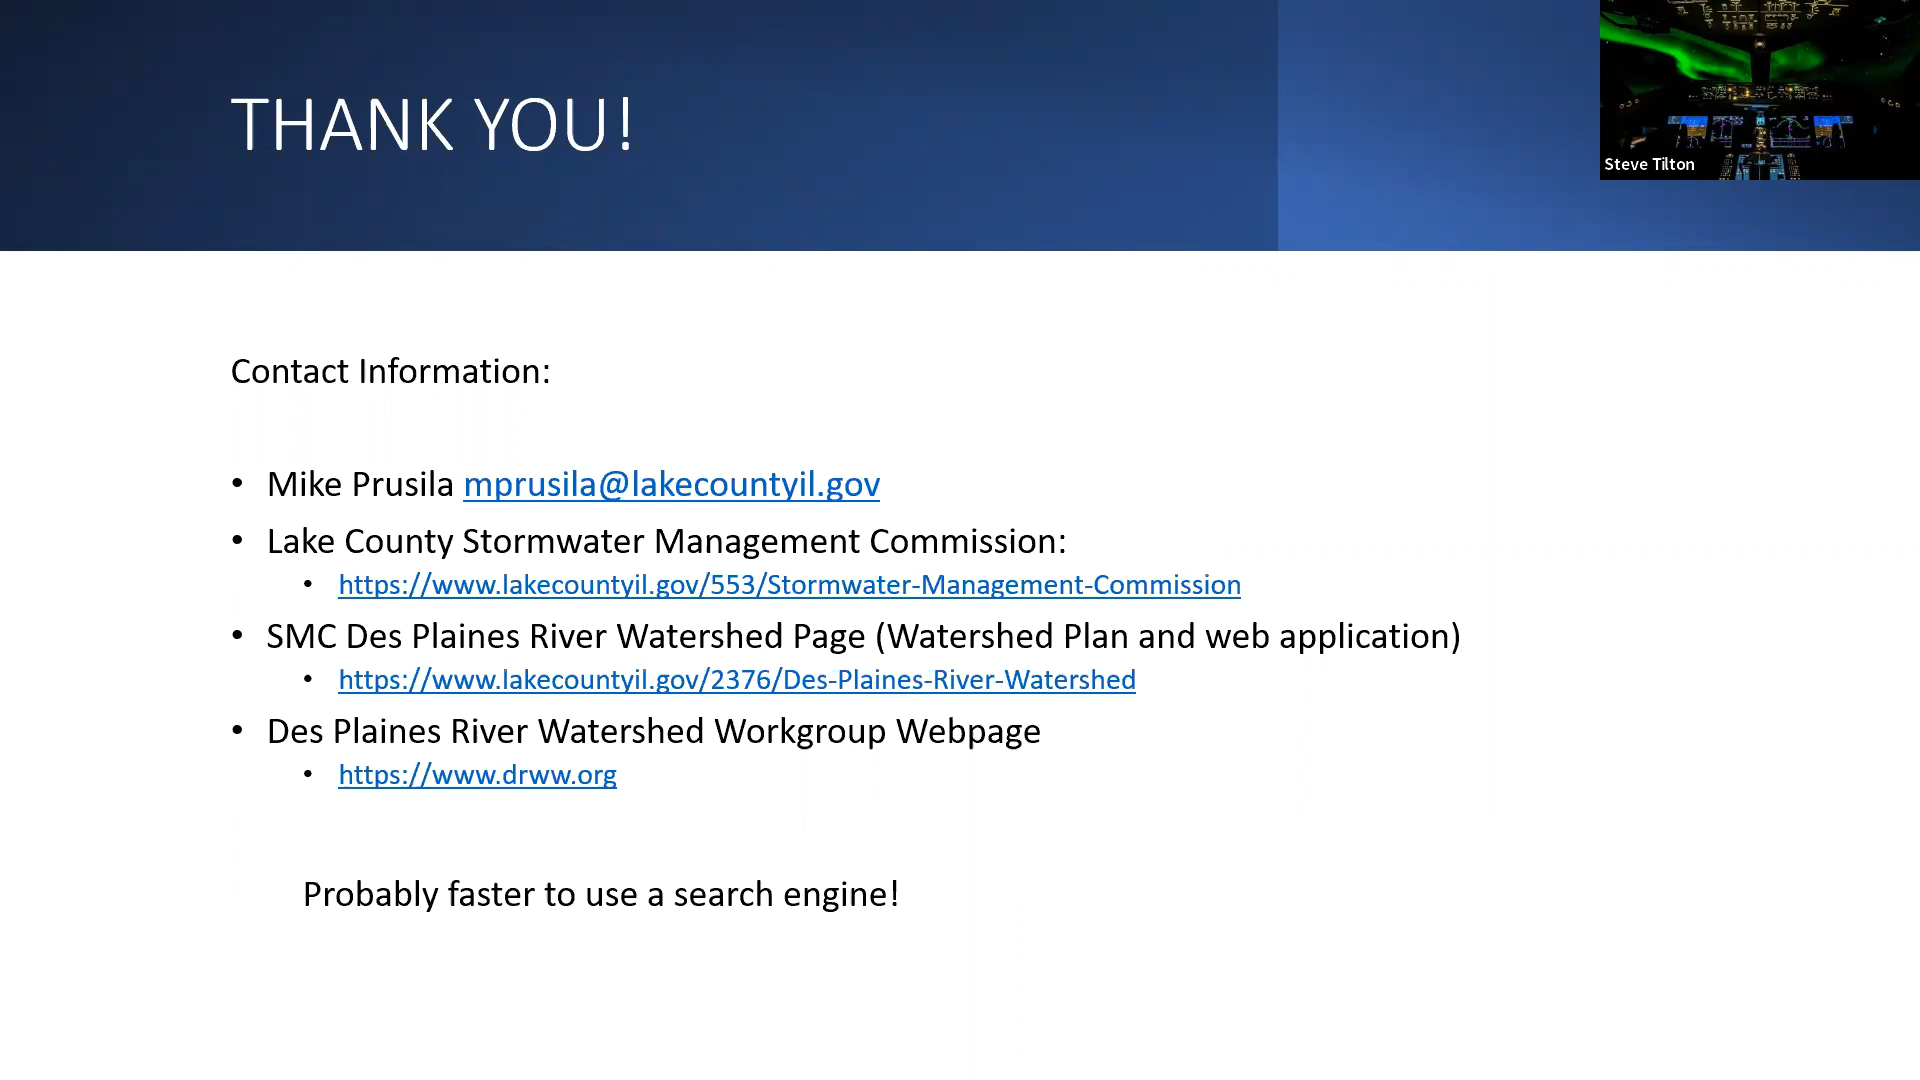 THANK YOU!
Steve Tilton
Contact Information:
• Mike Prusila mprusila@lakecountyil.gov
• Lake County Stormwater Management Commission:
• https://www.lakecountyil.gov/553/Stormwater-Management-Commission
• SMC Des Plaines River Watershed Page (Watershed Plan and web application)
• https://www.lakecountyil.gov/2376/Des-Plaines-River-Watershed
• Des Plaines River Watershed Workgroup Webpage
• https://www.drww.org
Probably faster to use a search engine!